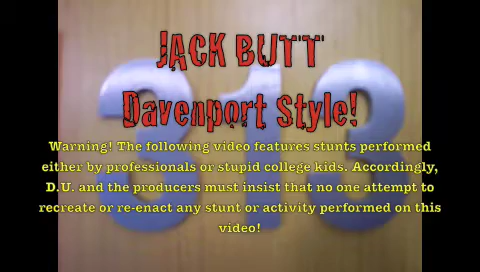 JACK BUTT
Davenport Style!
313
Warning! The following video features stunts performed
either by professionals or stupid college kids. Accordingly,
D.U. and the producers must insist that no one attempt to
recreate or re-enact any stunt or activity performed on this
video!